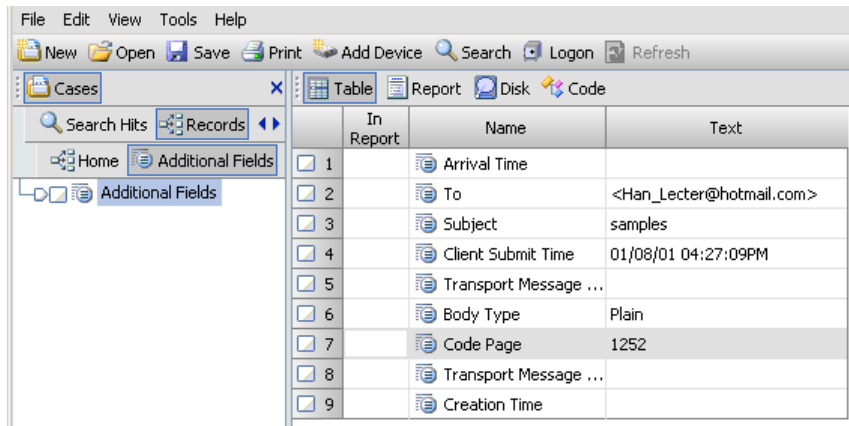 File Edit View Tools Help
New Open Save Print Add Device Search Logon Refresh
Cases
Table Report Disk Code
Search Hits Records
Home Additional Fields
Additional Fields
In Report Name Text
1 Arrival Time
2 To <Han_Lecter@hotmail.com>
3 Subject samples
4 Client Submit Time 01/08/01 04:27:09PM
5 Transport Message ...
6 Body Type Plain
7 Code Page 1252
8 Transport Message ...
9 Creation Time